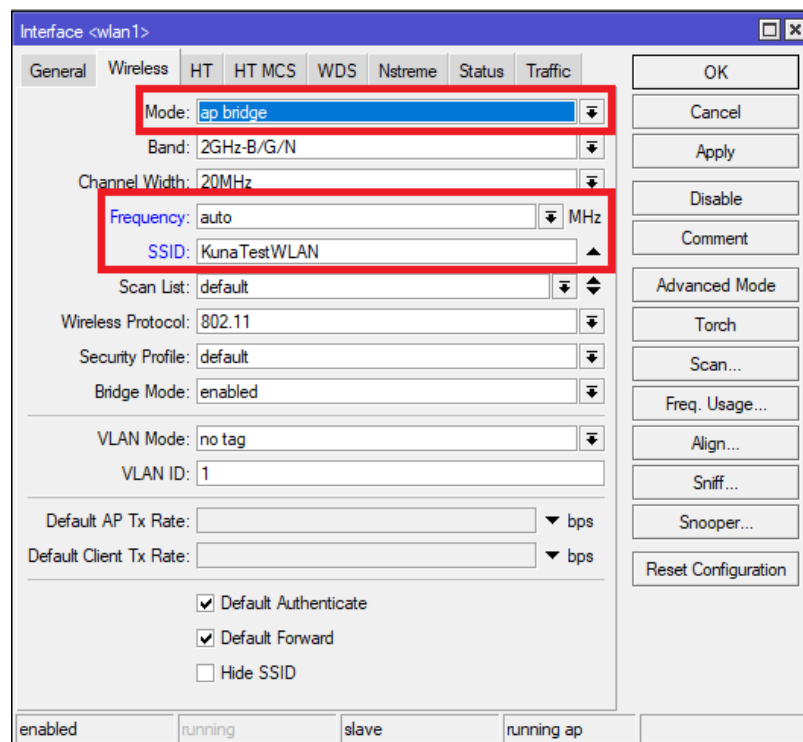 Interface <wlan1>
General Wireless HT HT MCS WDS Nstreme Status Traffic
Mode: ap bridge
Band: 2GHz-B/G/N
Channel Width: 20MHz
Frequency: auto MHz
SSID: KunaTestWLAN
Scan List: default
Wireless Protocol: 802.11
Security Profile: default
Bridge Mode: enabled
VLAN Mode: no tag
VLAN ID: 1
Default AP Tx Rate: bps
Default Client Tx Rate: bps
Default Authenticate
Default Forward
Hide SSID
OK
Cancel
Apply
Disable
Comment
Advanced Mode
Torch
Scan...
Freq. Usage...
Align...
Sniff...
Snooper...
Reset Configuration
enabled running slave running ap